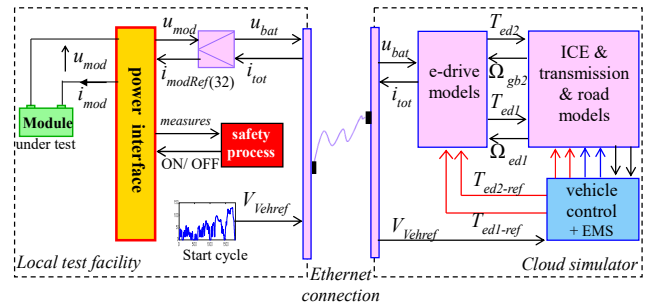 u_mod
u_bat
i_modRef(32)
i_tot
u_mod
i_mod
Module
under test
power interface
measures
ON/ OFF
safety
process
V_Vehref
Start cycle
Local test facility
Ethernet
connection
u_bat
i_tot
e-drive
models
T_ed2
Ω_gb2
T_ed1
Ω_ed1
ICE &
transmission
& road
models
T_ed2-ref
T_ed1-ref
V_Vehref
vehicle
control
+ EMS
Cloud simulator